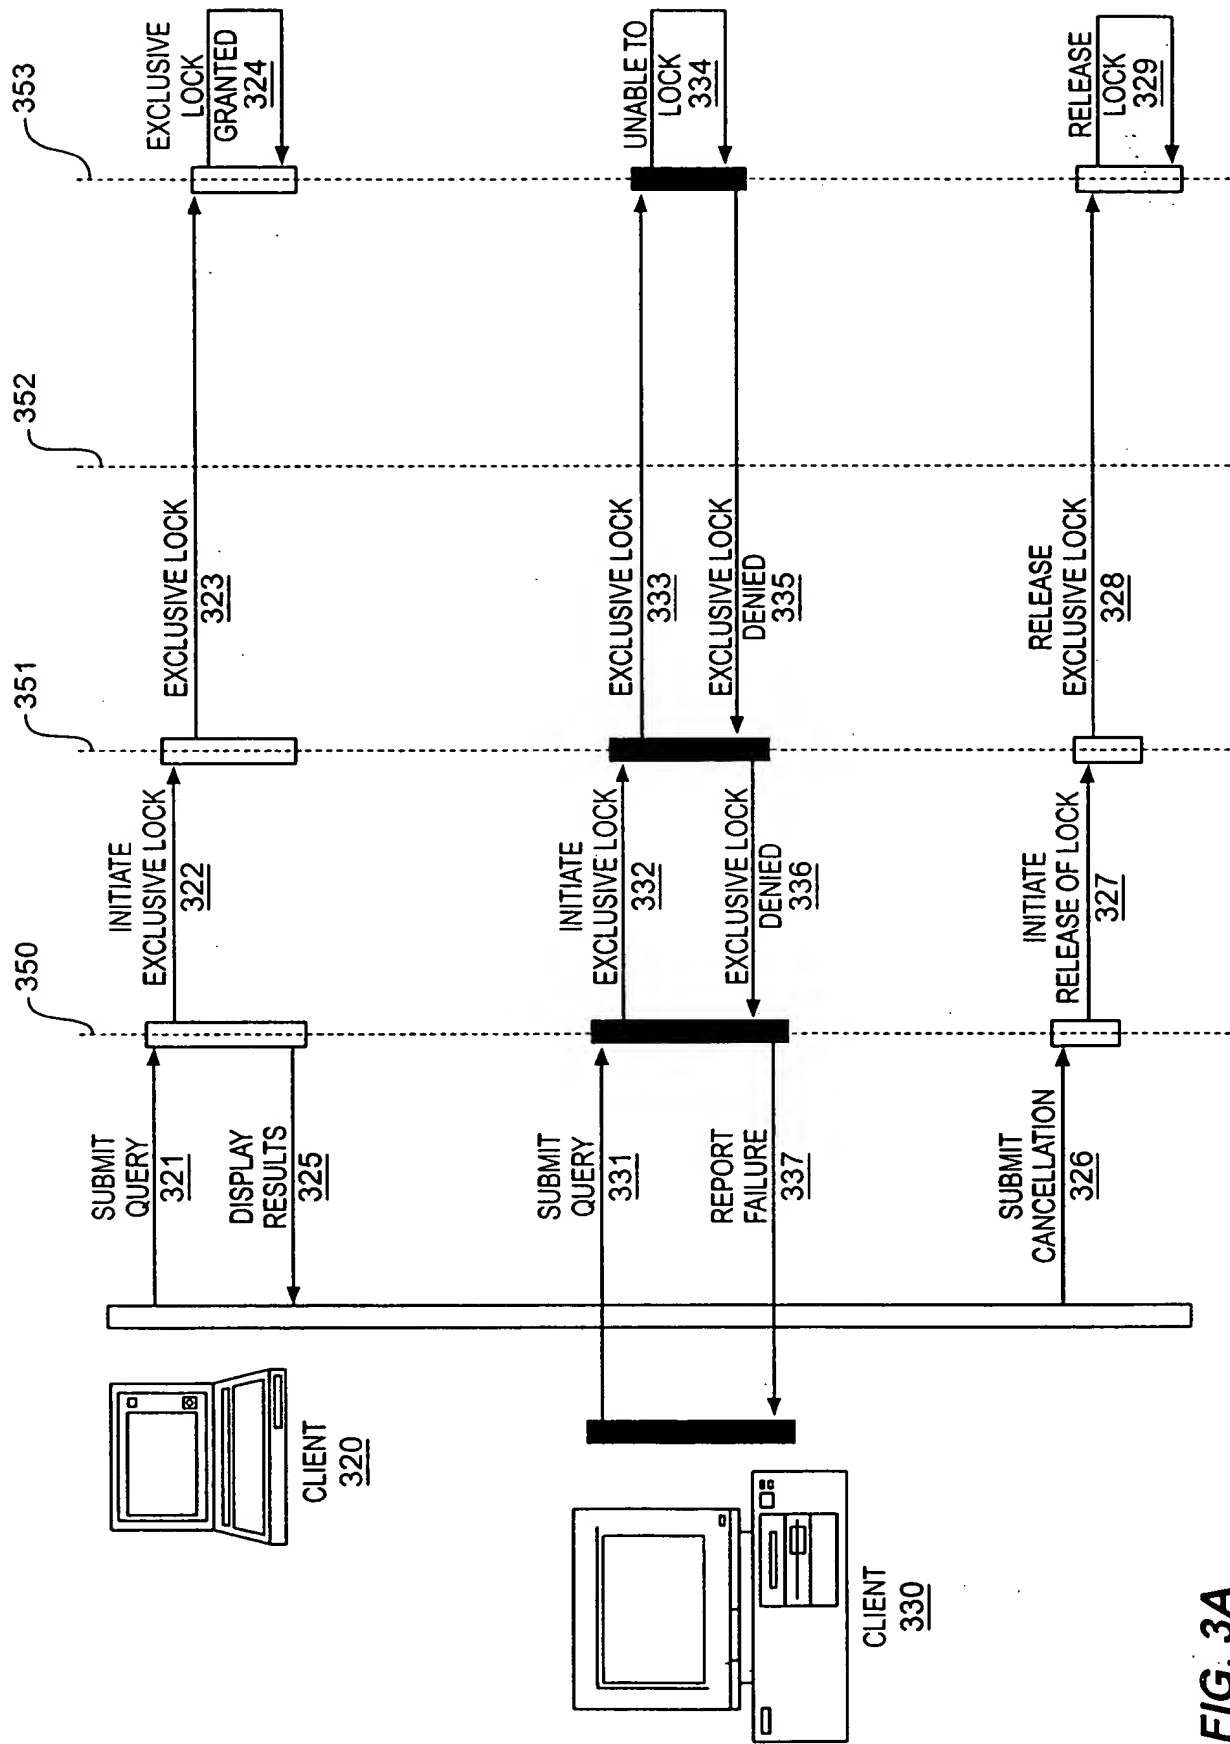 350
351
352
353
CLIENT
320
SUBMIT
QUERY
321
INITIATE
EXCLUSIVE LOCK
322
EXCLUSIVE LOCK
323
EXCLUSIVE
LOCK
GRANTED
324
DISPLAY
RESULTS
325
CLIENT
330
SUBMIT
QUERY
331
INITIATE
EXCLUSIVE LOCK
332
EXCLUSIVE LOCK
333
UNABLE TO
LOCK
334
EXCLUSIVE LOCK
DENIED
335
EXCLUSIVE LOCK
DENIED
336
REPORT
FAILURE
337
SUBMIT
CANCELLATION
326
INITIATE
RELEASE OF LOCK
327
RELEASE
EXCLUSIVE LOCK
328
RELEASE
LOCK
329
FIG. 3A